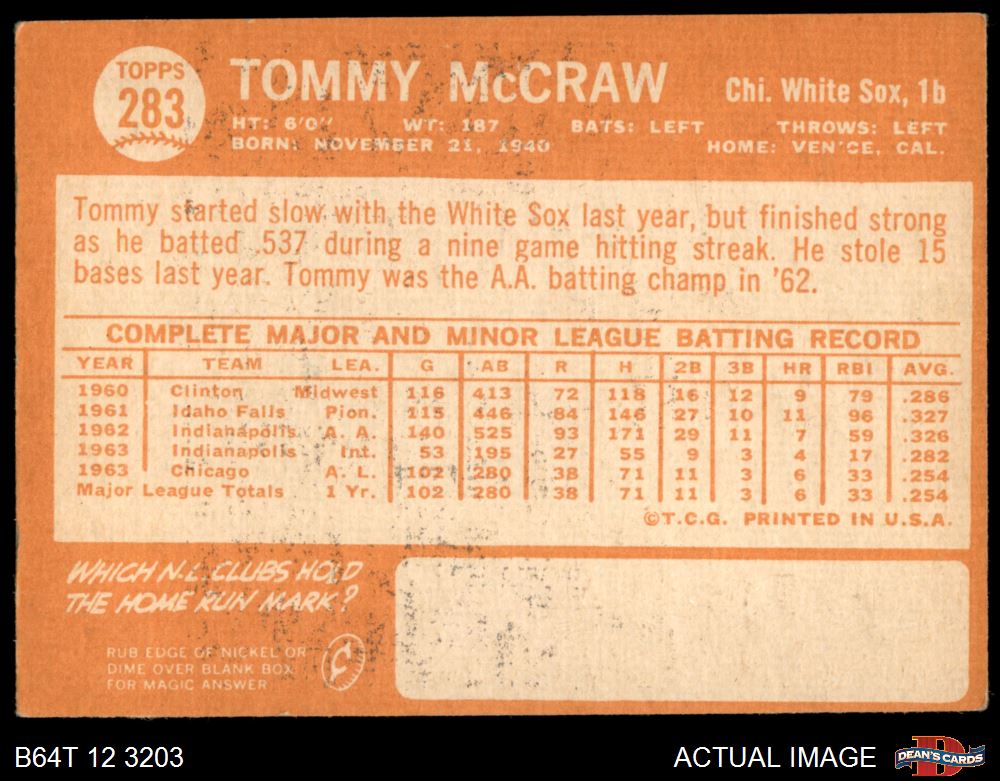 TOPPS
283
TOMMY McCRAW
Chi. White Sox, 1b
HT: 6'0" WT: 187 BATS: LEFT THROWS: LEFT
BORN: NOVEMBER 21, 1940 HOME: VENICE, CAL.
Tommy started slow with the White Sox last year, but finished strong
as he batted .537 during a nine game hitting streak. He stole 15
bases last year. Tommy was the A.A. batting champ in '62.
COMPLETE MAJOR AND MINOR LEAGUE BATTING RECORD
YEAR TEAM LEA. G AB R H 2B 3B HR RBI AVG.
1960 Clinton Midwest 116 413 72 118 16 12 9 79 .286
1961 Idaho Falls Pion. 115 446 84 146 27 10 11 96 .327
1962 Indianapolis A. A. 140 525 93 171 29 11 7 59 .326
1963 Indianapolis Int. 53 195 27 55 9 3 4 17 .282
1963 Chicago A. L. 102 280 38 71 11 3 6 33 .254
Major League Totals 1 Yr. 102 280 38 71 11 3 6 33 .254
©T.C.G. PRINTED IN U.S.A.
WHICH N.L. CLUBS HOLD
THE HOME RUN MARK?
RUB EDGE OF NICKEL OR
DIME OVER BLANK BOX
FOR MAGIC ANSWER
B64T 12 3203
ACTUAL IMAGE
DEAN'S CARDS